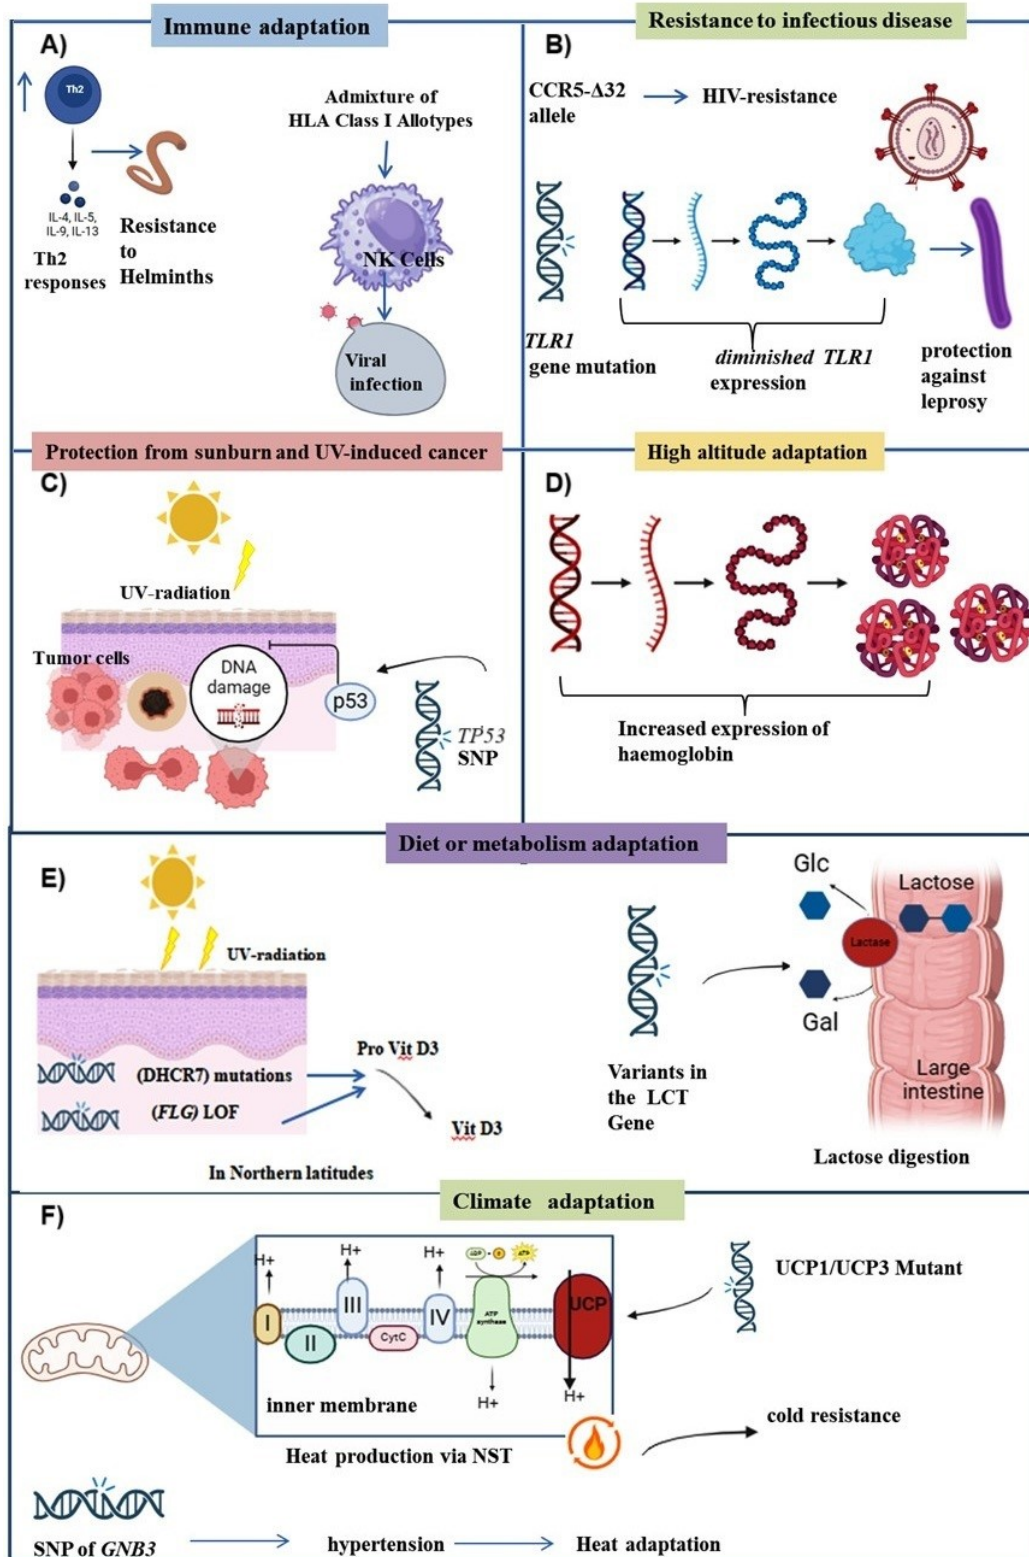 Immune adaptation
Resistance to infectious disease
A)
Th2
IL-4, IL-5,
IL-9, IL-13
Th2
responses
Resistance
to
Helminths
Admixture of
HLA Class I Allotypes
NK Cells
Viral
infection
B)
CCR5-Δ32
allele
HIV-resistance
TLR1
gene mutation
diminished TLR1
expression
protection
against
leprosy
Protection from sunburn and UV-induced cancer
High altitude adaptation
C)
UV-radiation
Tumor cells
DNA
damage
p53
TP53
SNP
D)
Increased expression of
haemoglobin
Diet or metabolism adaptation
E)
UV-radiation
(DHCR7) mutations
(FLG) LOF
Pro Vit D3
Vit D3
In Northern latitudes
Variants in
the LCT
Gene
Glc
Lactose
Lactase
Gal
Large
intestine
Lactose digestion
Climate adaptation
F)
H+
H+
H+
ADP + P
ATP
I
II
III
CytC
IV
ATP
synthase
UCP
H+
H+
inner membrane
Heat production via NST
UCP1/UCP3 Mutant
cold resistance
SNP of GNB3
hypertension
Heat adaptation